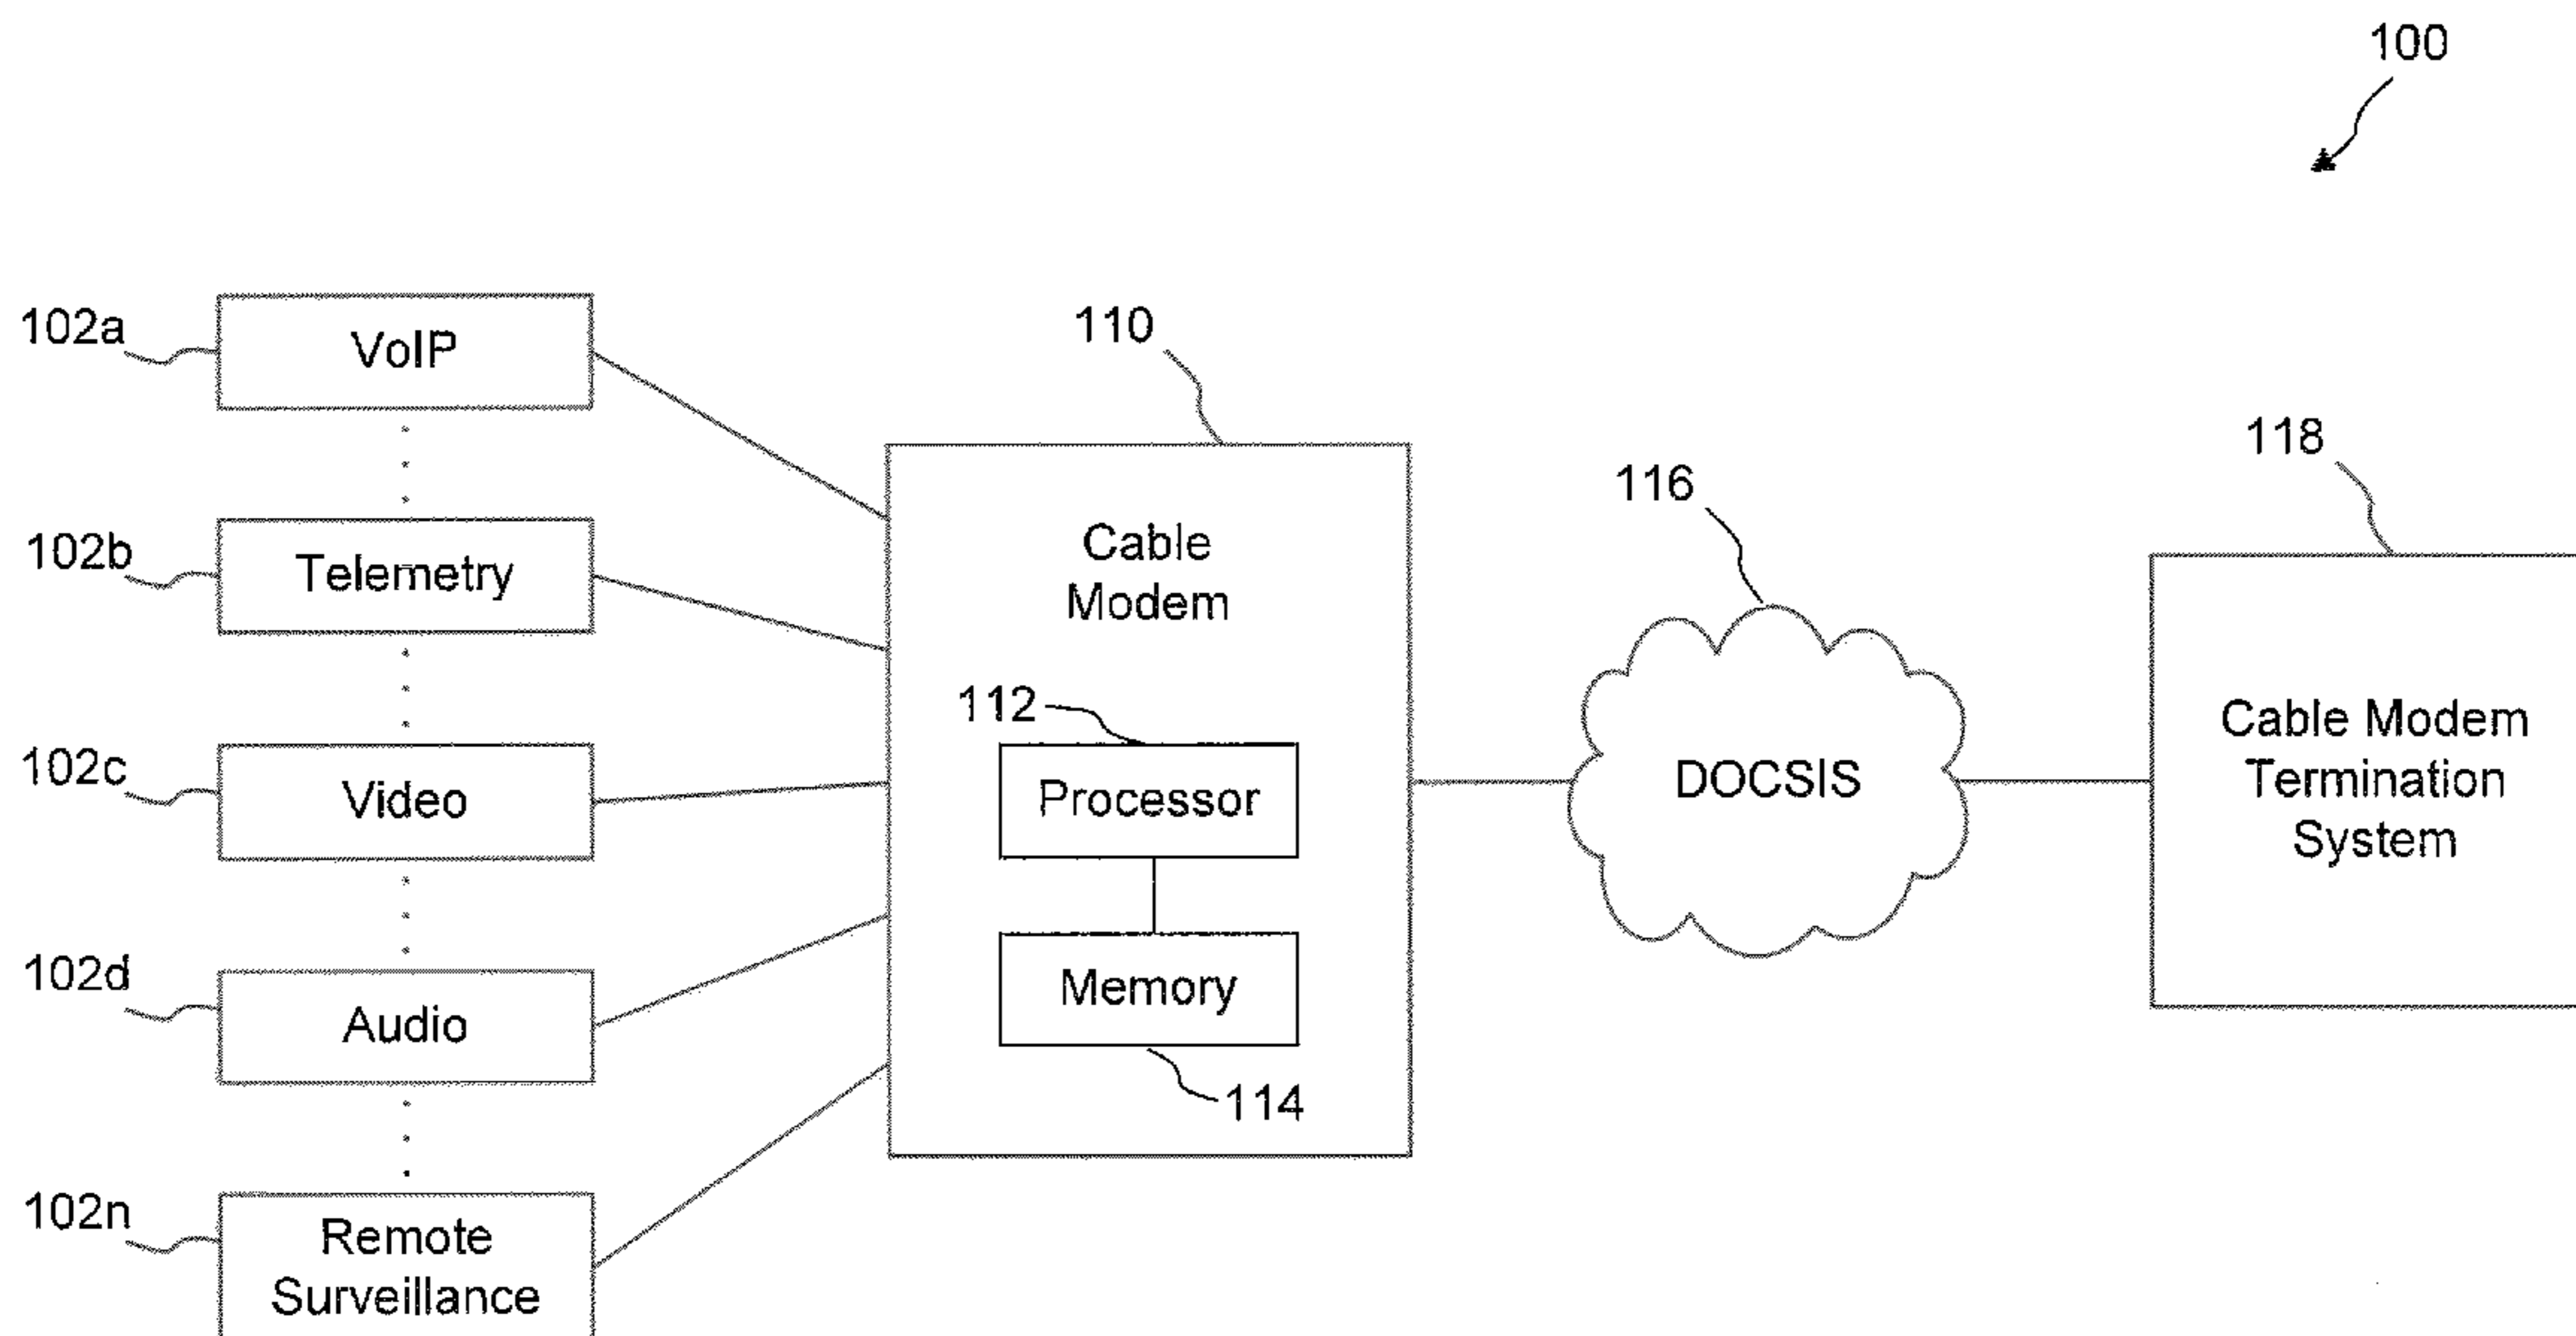 100
102a
VoIP
110
118
116
102b
Telemetry
Cable
Modem
112
102c
Video
Processor
DOCSIS
Cable Modem
Termination
System
102d
Audio
Memory
114
102n
Remote
Surveillance